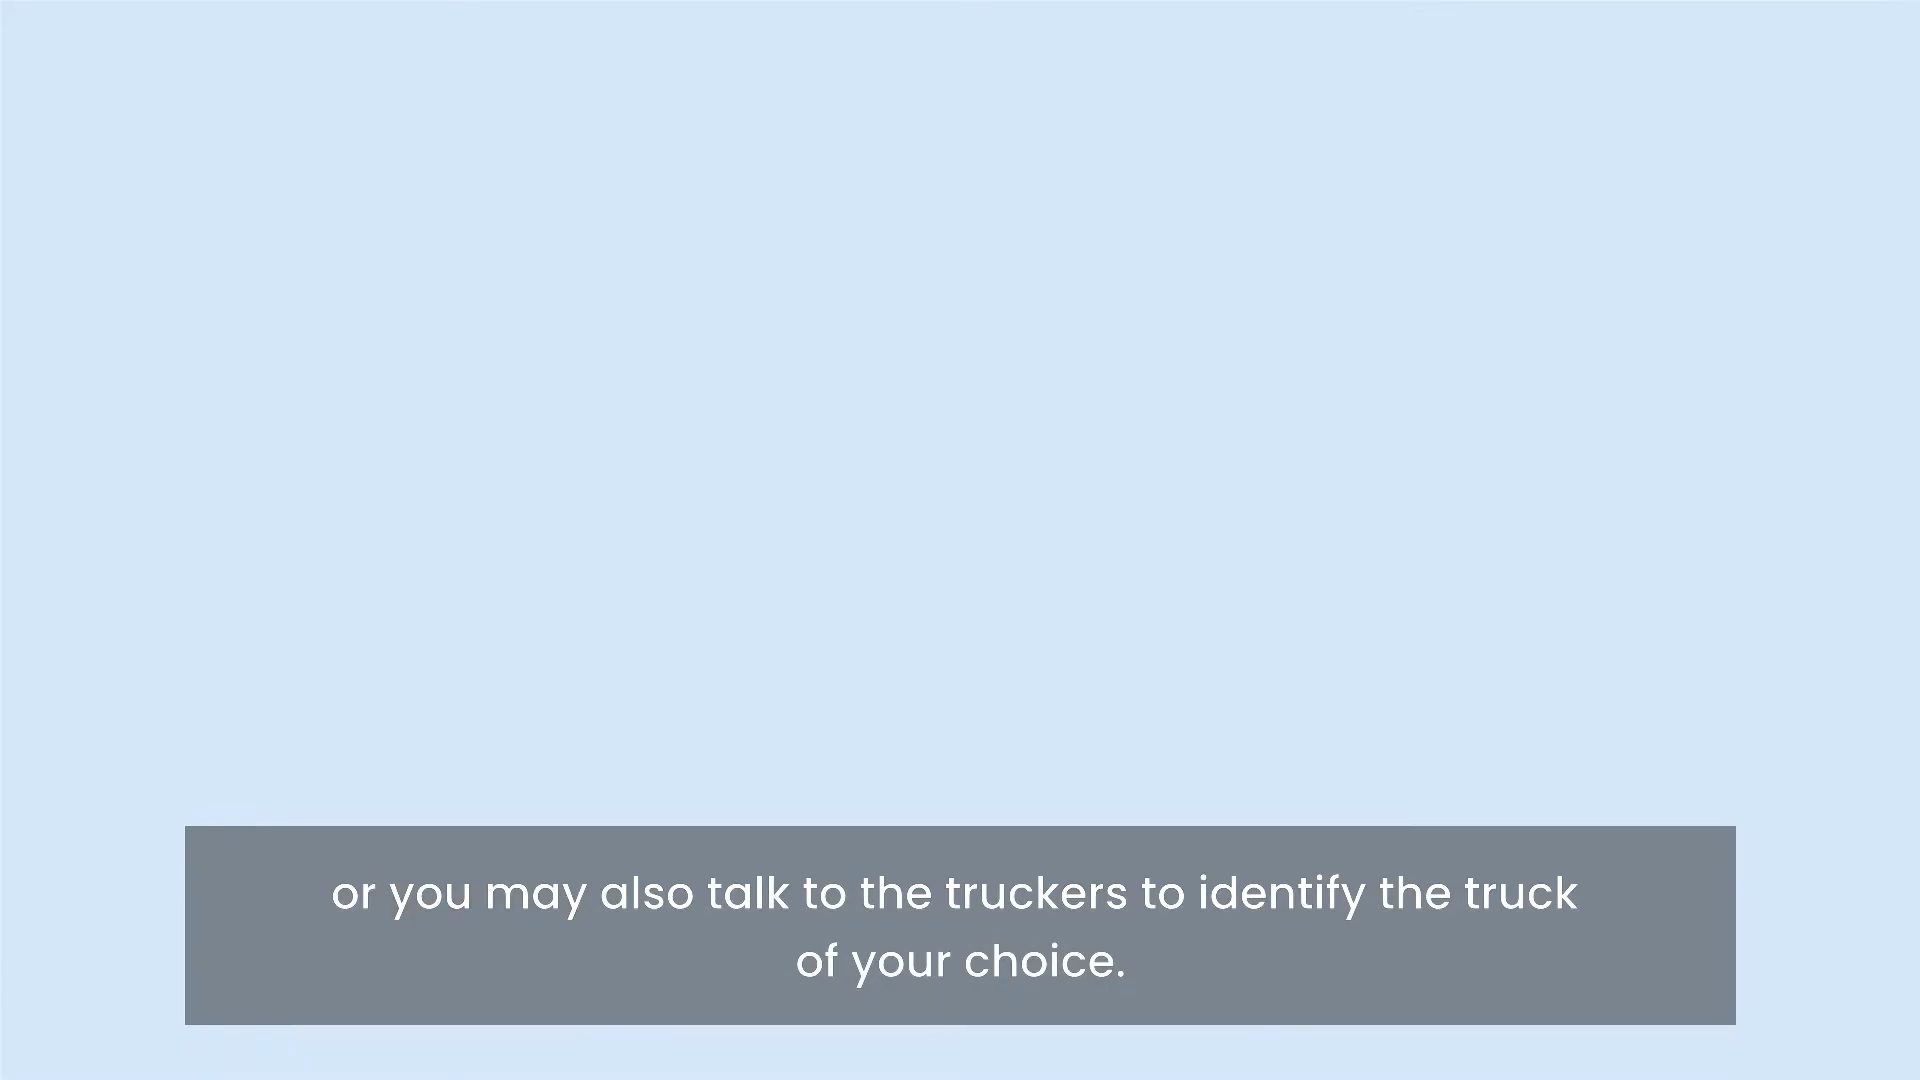 or you may also talk to the truckers to identify the truck
of your choice.